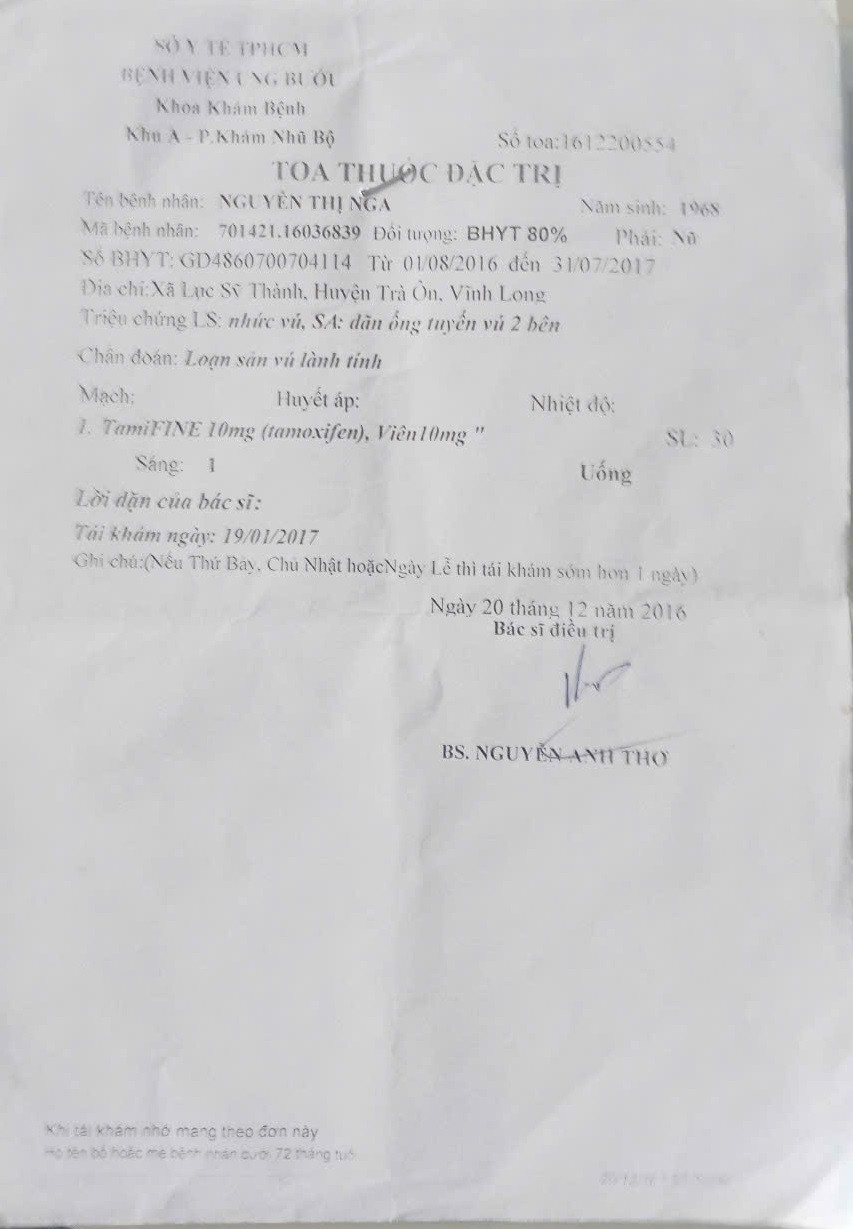 SỞ Y TẾ TPHCM
BỆNH VIỆN UNG BƯỚU
Khoa Khám Bệnh
Khu A - P.Khám Nhũ Bộ
Số toa:1612200554
TOA THUỐC ĐẶC TRỊ
Tên bệnh nhân: NGUYỄN THỊ NGA Năm sinh: 1968
Mã bệnh nhân: 701421.16036839 Đối tượng: BHYT 80% Phái: Nữ
Số BHYT: GD4860700704114 Từ 01/08/2016 đến 31/07/2017
Địa chỉ:Xã Lục Sỹ Thành, Huyện Trà Ôn, Vĩnh Long
Triệu chứng LS: nhức vú, SA: dãn ống tuyến vú 2 bên
Chẩn đoán: Loạn sản vú lành tính
Mạch: Huyết áp: Nhiệt độ:
1. TamiFINE 10mg (tamoxifen), Viên10mg " SL: 30
Sáng: 1 Uống
Lời dặn của bác sĩ:
Tái khám ngày: 19/01/2017
Ghi chú:(Nếu Thứ Bảy, Chủ Nhật hoặcNgày Lễ thì tái khám sớm hơn 1 ngày)
Ngày 20 tháng 12 năm 2016
Bác sĩ điều trị
BS. NGUYỄN ANH THƠ
Khi tái khám nhớ mang theo đơn này
Họ tên bố hoặc mẹ bệnh nhân dưới 72 tháng tuổi